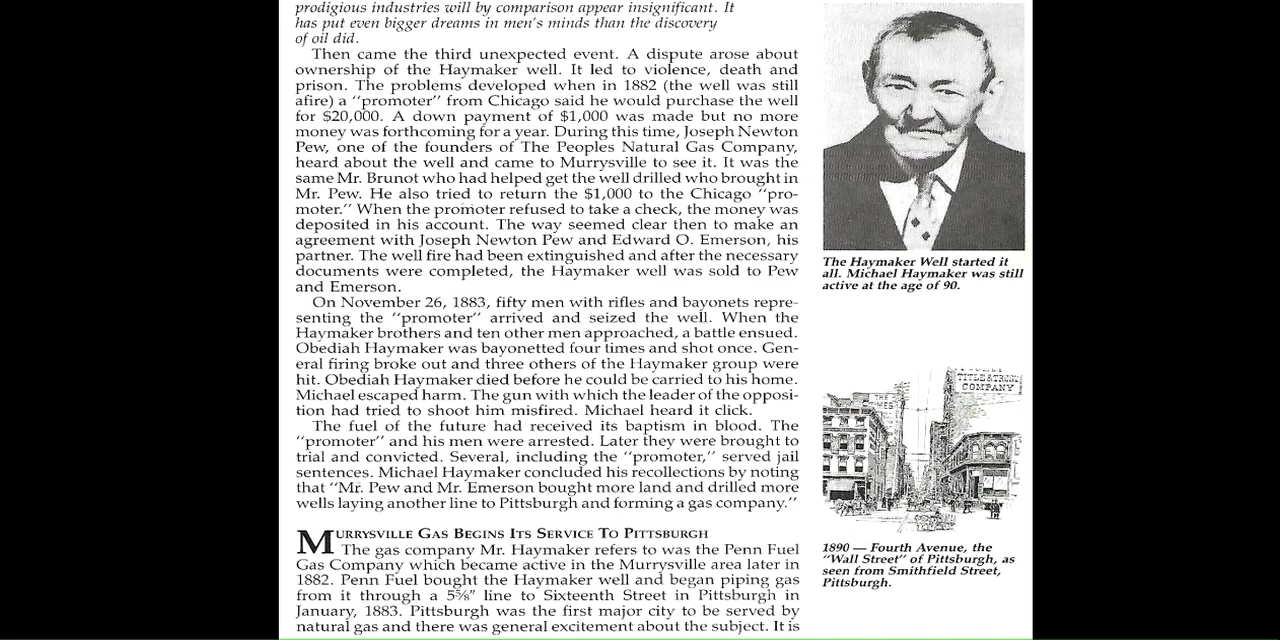 prodigious industries will by comparison appear insignificant. It
has put even bigger dreams in men's minds than the discovery
of oil did.
Then came the third unexpected event. A dispute arose about
ownership of the Haymaker well. It led to violence, death and
prison. The problems developed when in 1882 (the well was still
afire) a "promoter" from Chicago said he would purchase the well
for $20,000. A down payment of $1,000 was made but no more
money was forthcoming for a year. During this time, Joseph Newton
Pew, one of the founders of The Peoples Natural Gas Company,
heard about the well and came to Murrysville to see it. It was the
same Mr. Brunot who had helped get the well drilled who brought in
Mr. Pew. He also tried to return the $1,000 to the Chicago "pro-
moter." When the promoter refused to take a check, the money was
deposited in his account. The way seemed clear then to make an
agreement with Joseph Newton Pew and Edward O. Emerson, his
partner. The well fire had been extinguished and after the necessary
documents were completed, the Haymaker well was sold to Pew
and Emerson.
On November 26, 1883, fifty men with rifles and bayonets repre-
senting the "promoter" arrived and seized the well. When the
Haymaker brothers and ten other men approached, a battle ensued.
Obediah Haymaker was bayonetted four times and shot once. Gen-
eral firing broke out and three others of the Haymaker group were
hit. Obediah Haymaker died before he could be carried to his home.
Michael escaped harm. The gun with which the leader of the opposi-
tion had tried to shoot him misfired. Michael heard it click.
The fuel of the future had received its baptism in blood. The
"promoter" and his men were arrested. Later they were brought to
trial and convicted. Several, including the "promoter," served jail
sentences. Michael Haymaker concluded his recollections by noting
that "Mr. Pew and Mr. Emerson bought more land and drilled more
wells laying another line to Pittsburgh and forming a gas company."
MURRYSVILLE GAS BEGINS ITS SERVICE TO PITTSBURGH
The gas company Mr. Haymaker refers to was the Penn Fuel
Gas Company which became active in the Murrysville area later in
1882. Penn Fuel bought the Haymaker well and began piping gas
from it through a 5⅝" line to Sixteenth Street in Pittsburgh in
January, 1883. Pittsburgh was the first major city to be served by
natural gas and there was general excitement about the subject. It is
The Haymaker Well started it
all. Michael Haymaker was still
active at the age of 90.
TITLE & TRUST
COMPANY
THE
1890 — Fourth Avenue, the
"Wall Street" of Pittsburgh, as
seen from Smithfield Street,
Pittsburgh.